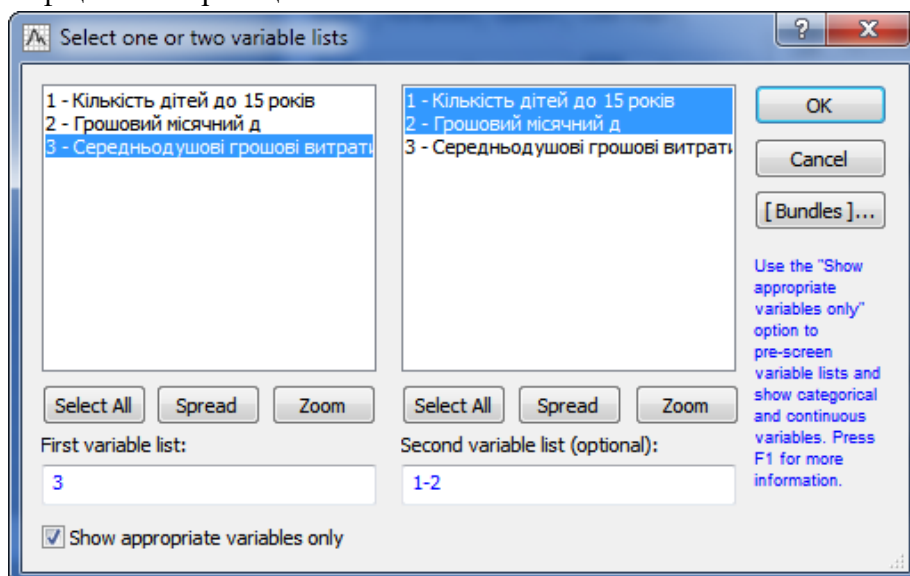 Select one or two variable lists
1 - Кількість дітей до 15 років
2 - Грошовий місячний д
3 - Середньодушові грошові витрати
1 - Кількість дітей до 15 років
2 - Грошовий місячний д
3 - Середньодушові грошові витрати
OK
Cancel
[ Bundles ]...
Use the "Show
appropriate
variables only"
option to
pre-screen
variable lists and
show categorical
and continuous
variables. Press
F1 for more
information.
Select All Spread Zoom
Select All Spread Zoom
First variable list:
3
Second variable list (optional):
1-2
Show appropriate variables only